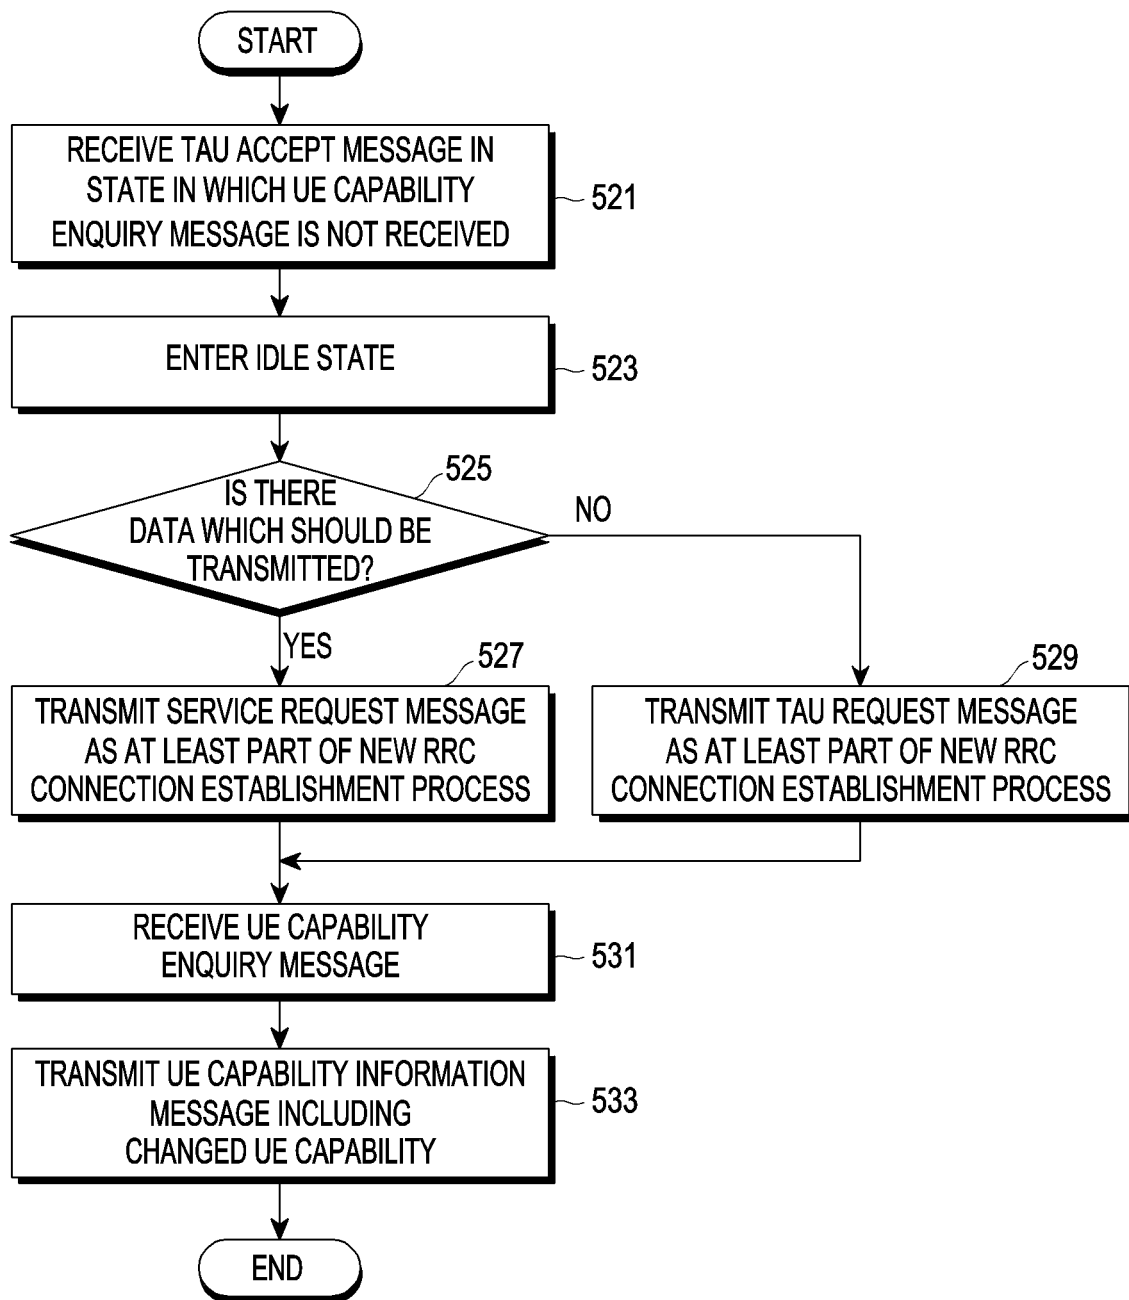 START
RECEIVE TAU ACCEPT MESSAGE IN
STATE IN WHICH UE CAPABILITY
ENQUIRY MESSAGE IS NOT RECEIVED
521
ENTER IDLE STATE
523
525
IS THERE
DATA WHICH SHOULD BE
TRANSMITTED?
NO
YES
527
TRANSMIT SERVICE REQUEST MESSAGE
AS AT LEAST PART OF NEW RRC
CONNECTION ESTABLISHMENT PROCESS
529
TRANSMIT TAU REQUEST MESSAGE
AS AT LEAST PART OF NEW RRC
CONNECTION ESTABLISHMENT PROCESS
RECEIVE UE CAPABILITY
ENQUIRY MESSAGE
531
TRANSMIT UE CAPABILITY INFORMATION
MESSAGE INCLUDING
CHANGED UE CAPABILITY
533
END